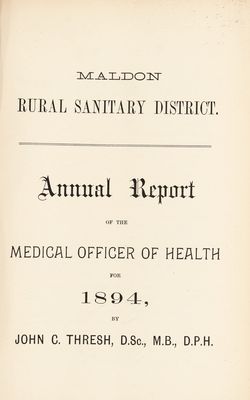 MALDON
RURAL SANITARY DISTRICT.
Annual Report
OF THE
MEDICAL OFFICER OF HEALTH
FOR
1894,
BY
JOHN C. THRESH, D.Sc., M.B., D.P.H.